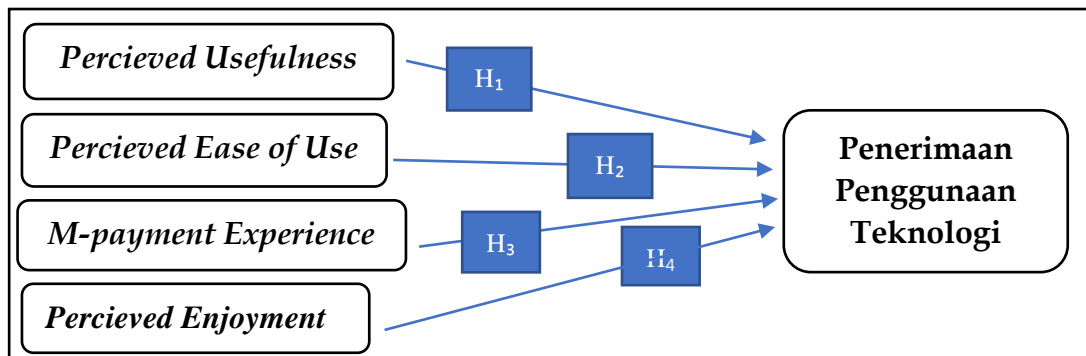 Percieved Usefulness
H₁
Percieved Ease of Use
H₂
M-payment Experience
H₃
Percieved Enjoyment
H₄
Penerimaan
Penggunaan
Teknologi